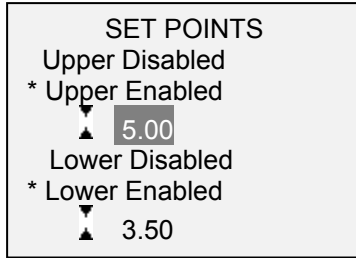 SET POINTS
Upper Disabled
* Upper Enabled
5.00
Lower Disabled
* Lower Enabled
3.50